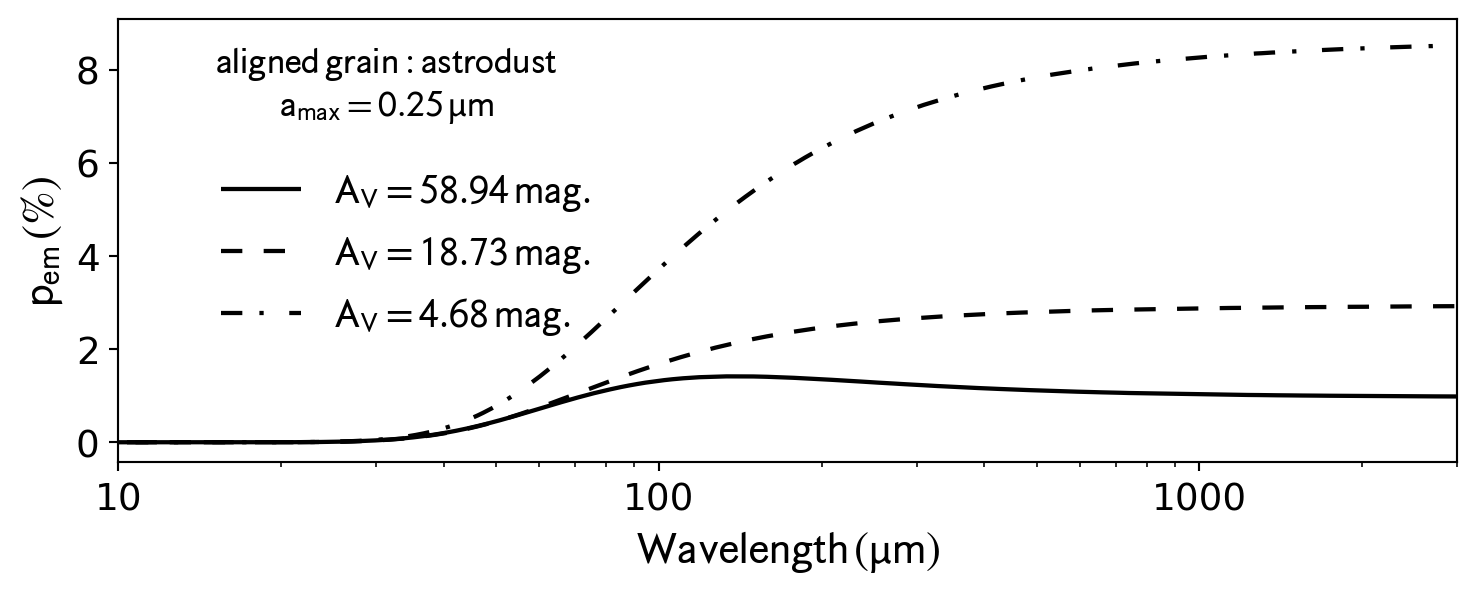 aligned grain : astrodust
a_max = 0.25 μm
A_V = 58.94 mag.
A_V = 18.73 mag.
A_V = 4.68 mag.
p_em (%)
8
6
4
2
0
10 100 1000
Wavelength (μm)